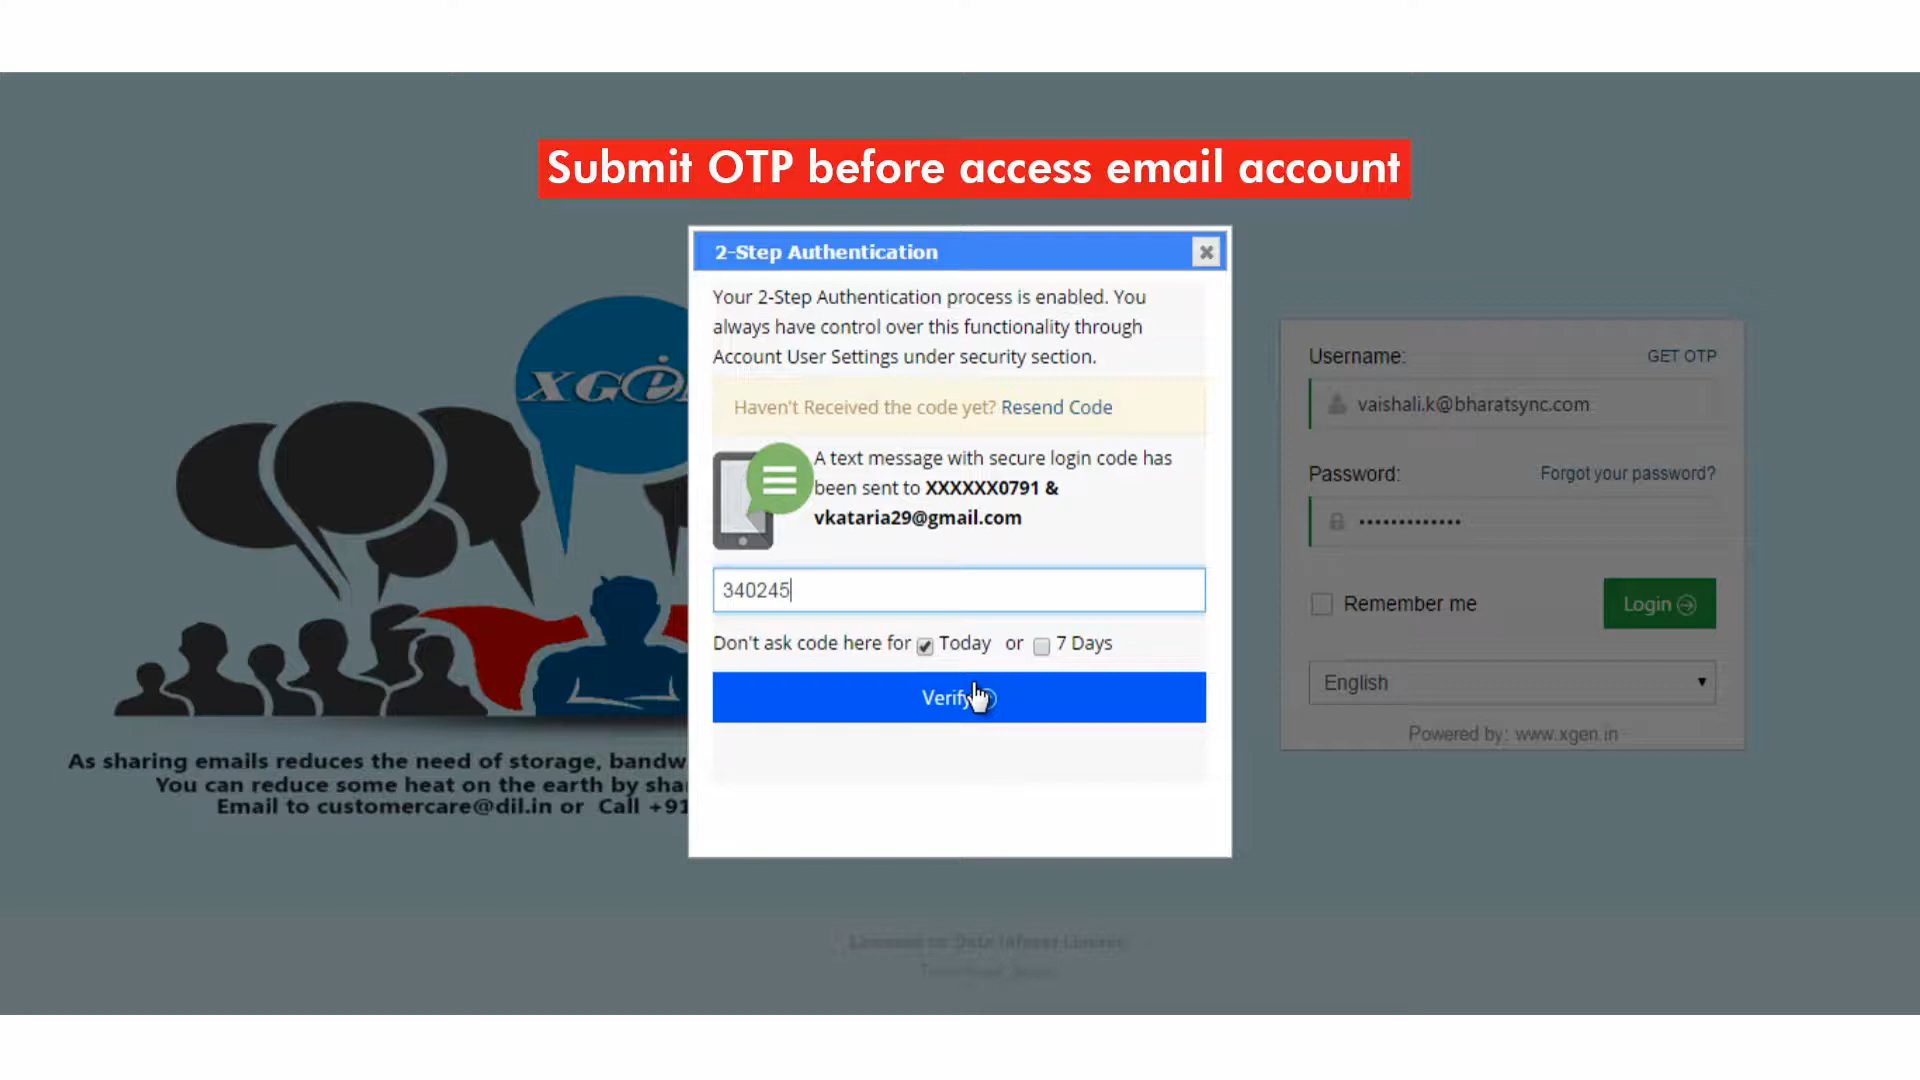 Submit OTP before access email account
2-Step Authentication
Your 2-Step Authentication process is enabled. You
always have control over this functionality through
Account User Settings under security section.
Haven't Received the code yet? Resend Code
A text message with secure login code has
been sent to XXXXXX0791 &
vkataria29@gmail.com
340245
Don't ask code here for Today or 7 Days
Verify
XGEN
As sharing emails reduces the need of storage,
You can reduce some heat on the earth by
Email to customercare@dil.in or Call +91
Username: GET OTP
vaishali.k@bharatsync.com
Password: Forgot your password?
Remember me Login
English
Powered by: www.xgen.in